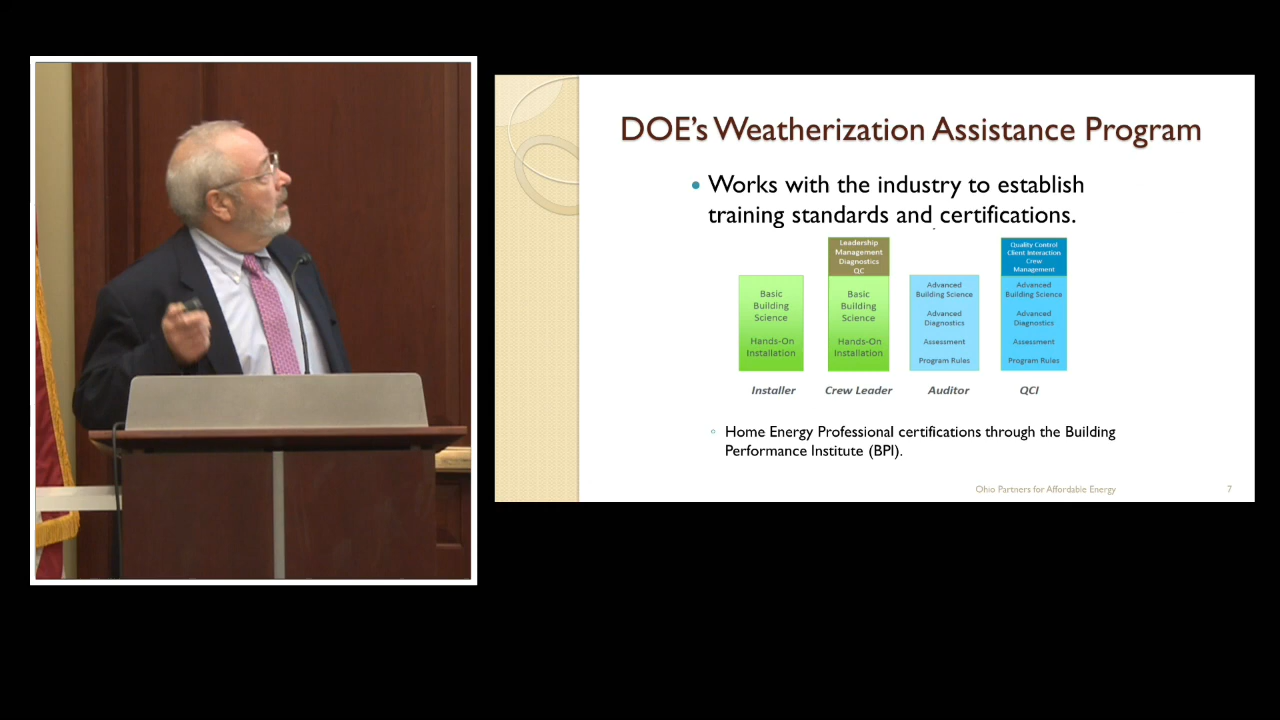 DOE's Weatherization Assistance Program
• Works with the industry to establish
training standards and certifications.
Leadership
Management
Diagnostics
QC
Basic
Building
Science
Hands-On
Installation
Installer
Basic
Building
Science
Hands-On
Installation
Crew Leader
Advanced
Building Science
Advanced
Diagnostics
Assessment
Program Rules
Auditor
Quality Control
Client Interaction
Crew
Management
Advanced
Building Science
Advanced
Diagnostics
Assessment
Program Rules
QCI
◦ Home Energy Professional certifications through the Building
Performance Institute (BPI).
Ohio Partners for Affordable Energy 7